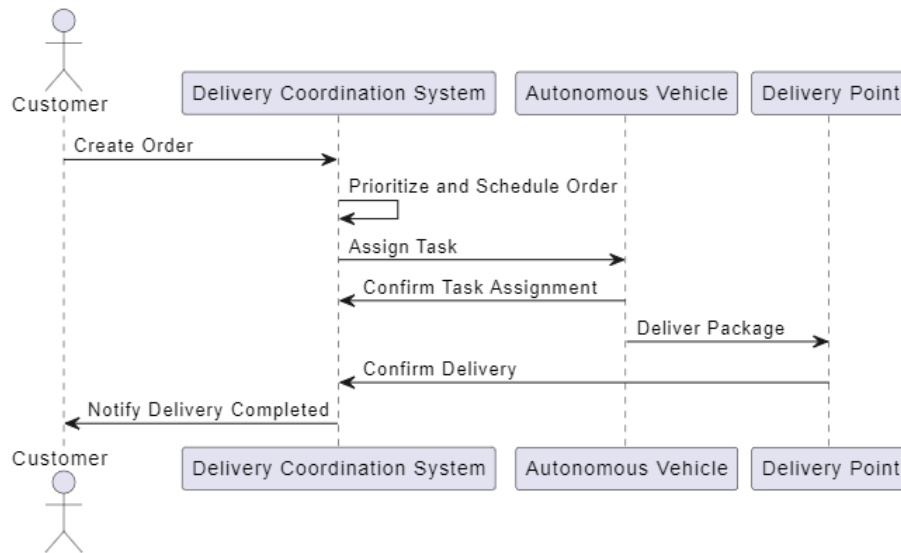 Customer
Delivery Coordination System
Autonomous Vehicle
Delivery Point
Create Order
Prioritize and Schedule Order
Assign Task
Confirm Task Assignment
Deliver Package
Confirm Delivery
Notify Delivery Completed
Customer
Delivery Coordination System
Autonomous Vehicle
Delivery Point